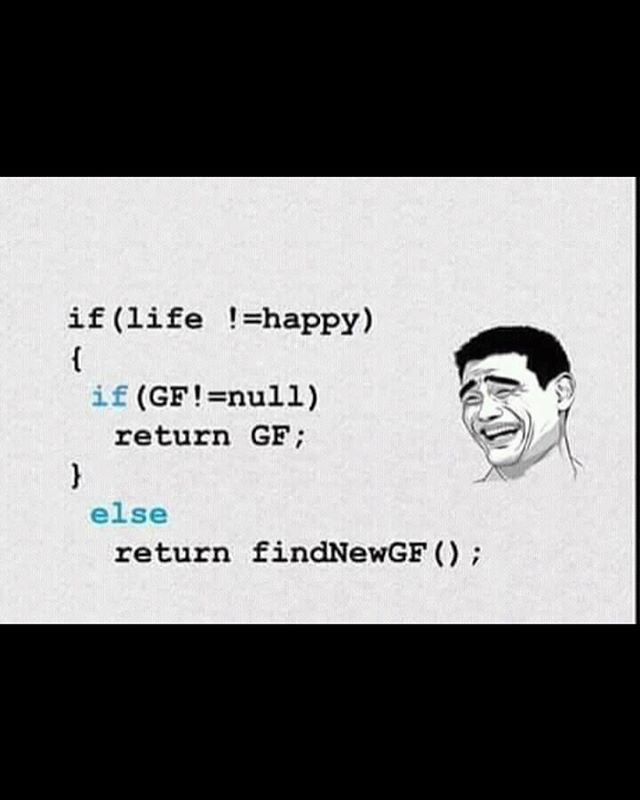 if(life !=happy)
{
if(GF!=null)
return GF;
}
else
return findNewGF();